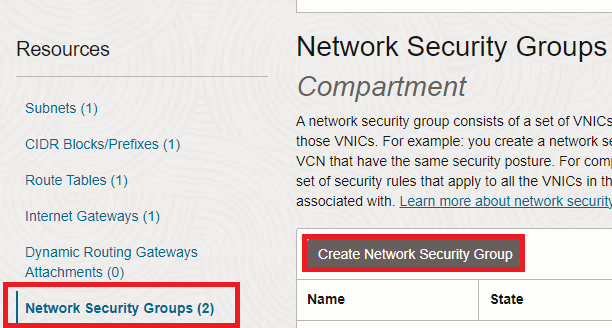 Resources
Subnets (1)
CIDR Blocks/Prefixes (1)
Route Tables (1)
Internet Gateways (1)
Dynamic Routing Gateways
Attachments (0)
Network Security Groups (2)
Network Security Groups
Compartment
A network security group consists of a set of VNICs
those VNICs. For example: you create a network se
VCN that have the same security posture. For comp
set of security rules that apply to all the VNICs in th
associated with. Learn more about network security
Create Network Security Group
Name State